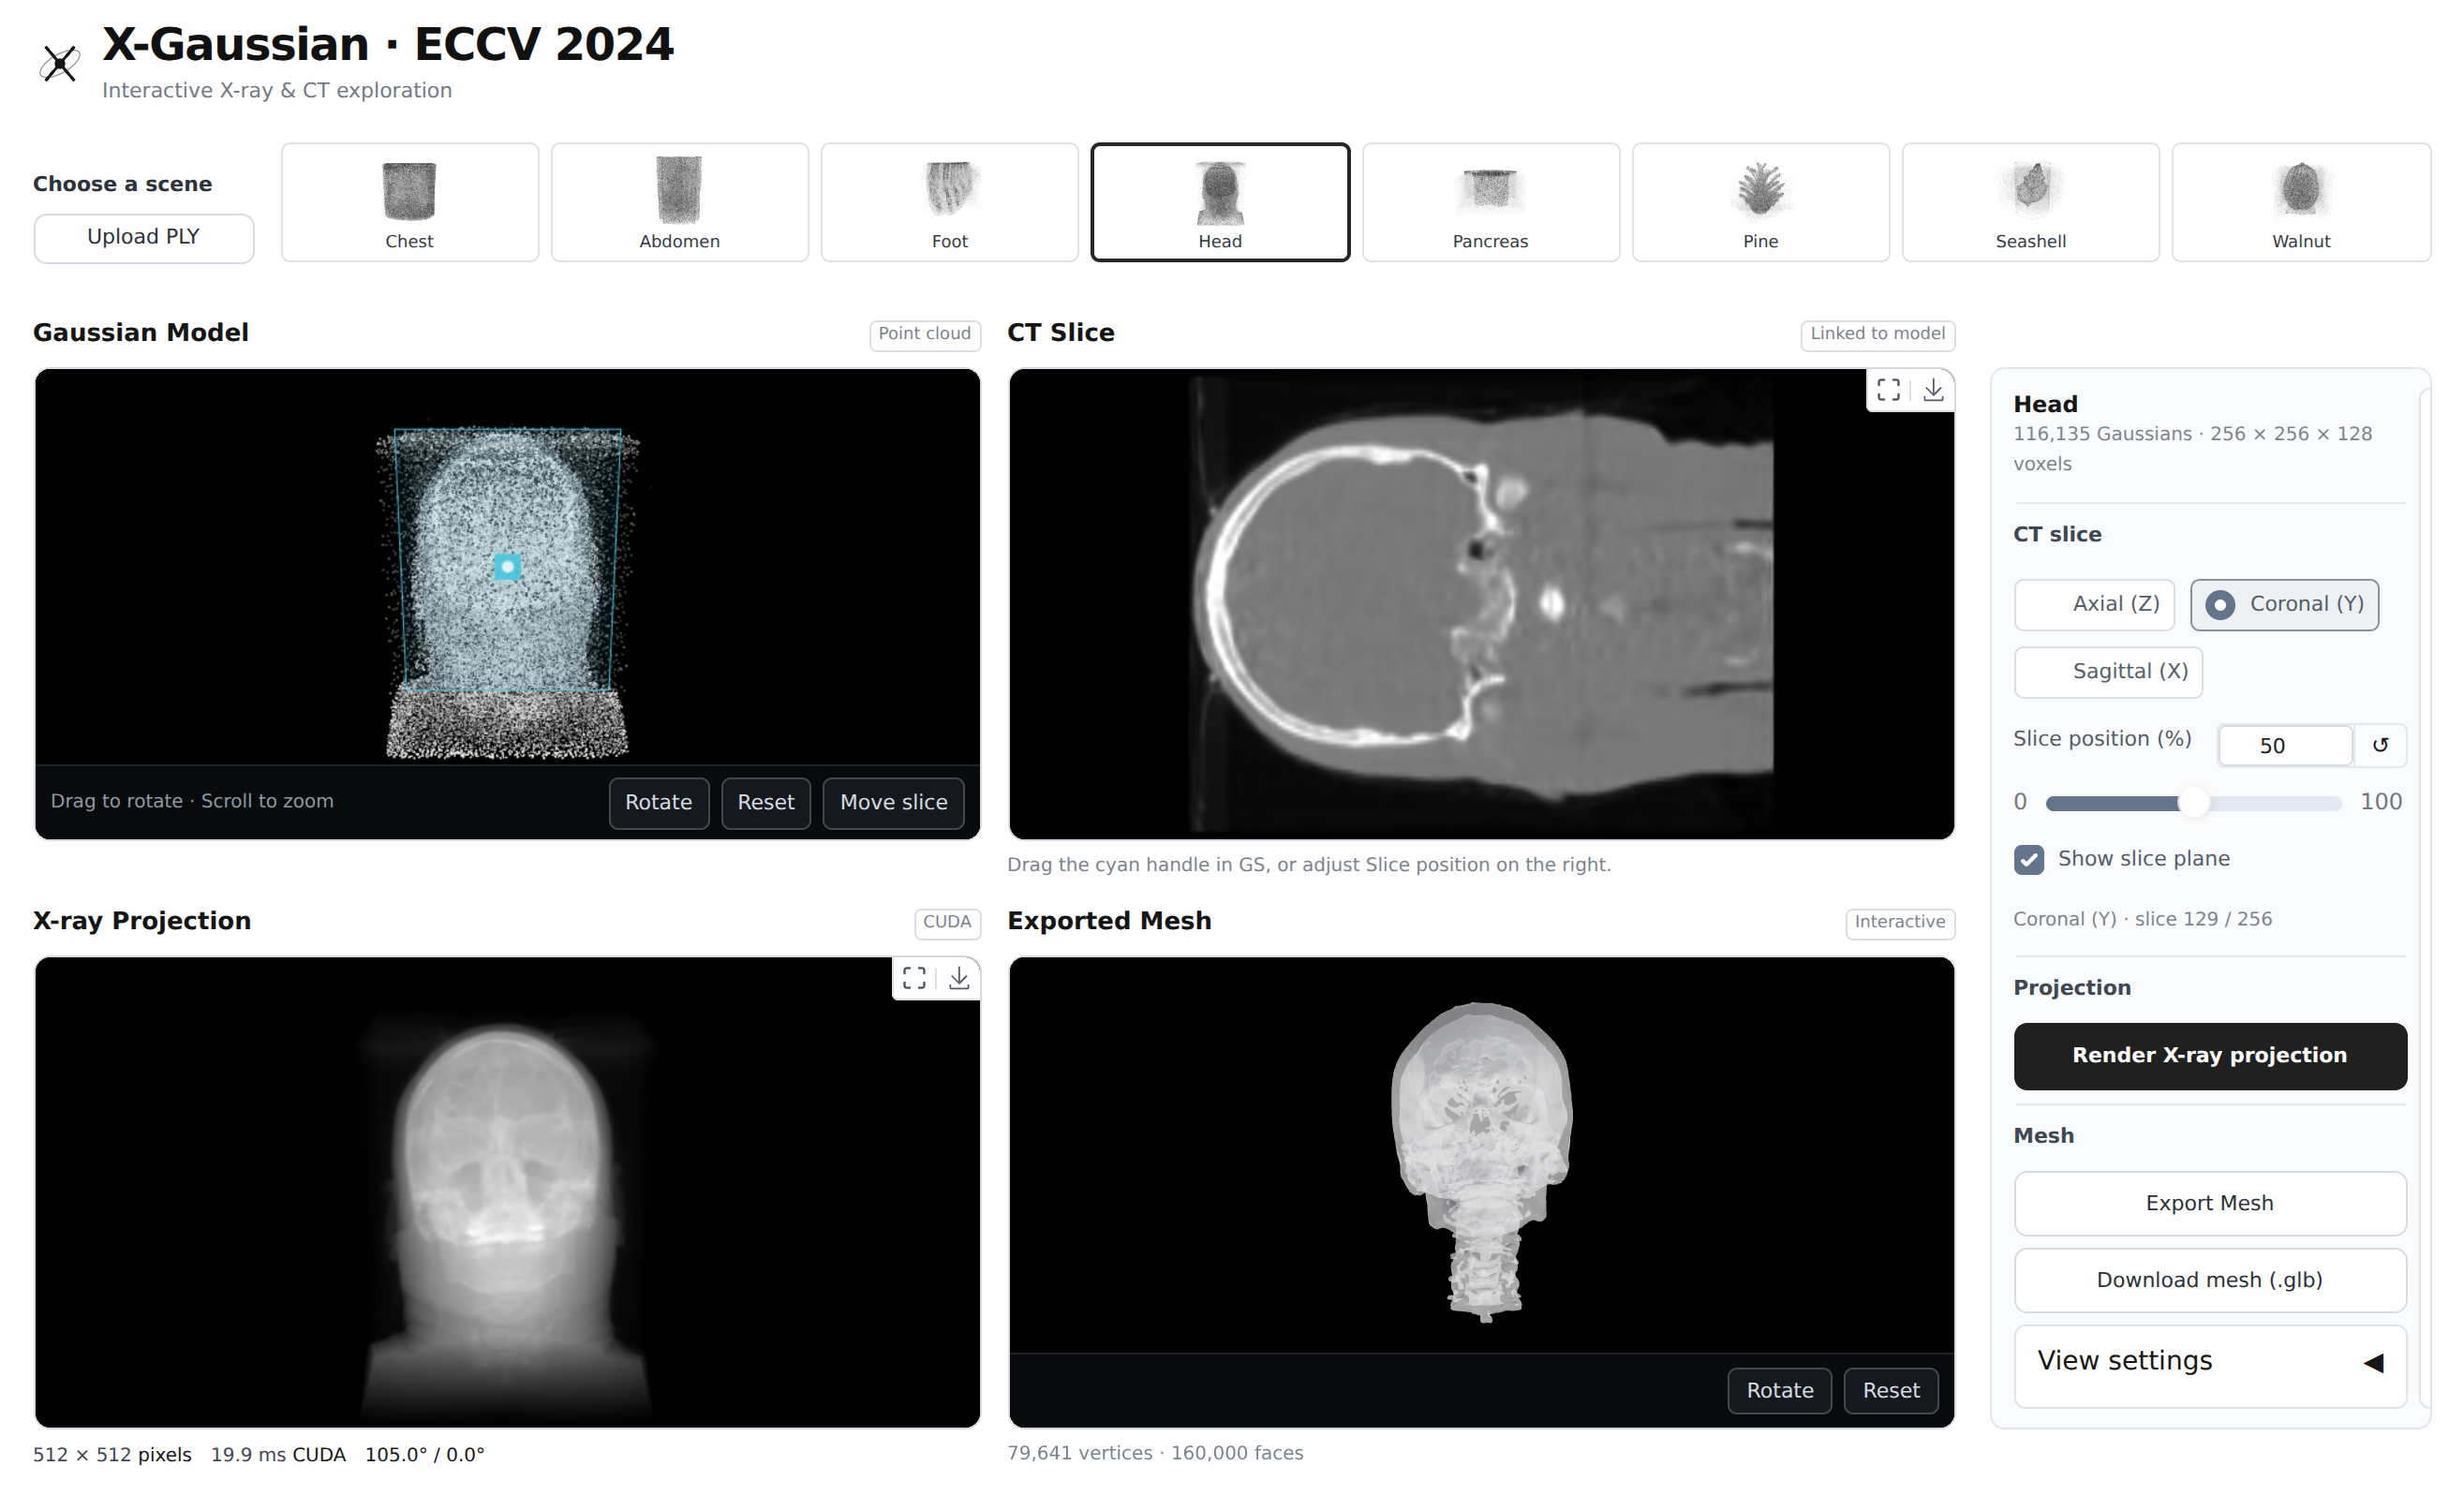 X-Gaussian · ECCV 2024
Interactive X-ray & CT exploration
Choose a scene
Upload PLY
Chest
Abdomen
Foot
Head
Pancreas
Pine
Seashell
Walnut
Gaussian Model
Point cloud
Drag to rotate · Scroll to zoom
Rotate
Reset
Move slice
CT Slice
Linked to model
Drag the cyan handle in GS, or adjust Slice position on the right.
X-ray Projection
CUDA
512 × 512 pixels 19.9 ms CUDA 105.0° / 0.0°
Exported Mesh
Interactive
Rotate
Reset
79,641 vertices · 160,000 faces
Head
116,135 Gaussians · 256 × 256 × 128
voxels
CT slice
Axial (Z)
Coronal (Y)
Sagittal (X)
Slice position (%)
50
↺
0
100
Show slice plane
Coronal (Y) · slice 129 / 256
Projection
Render X-ray projection
Mesh
Export Mesh
Download mesh (.glb)
View settings